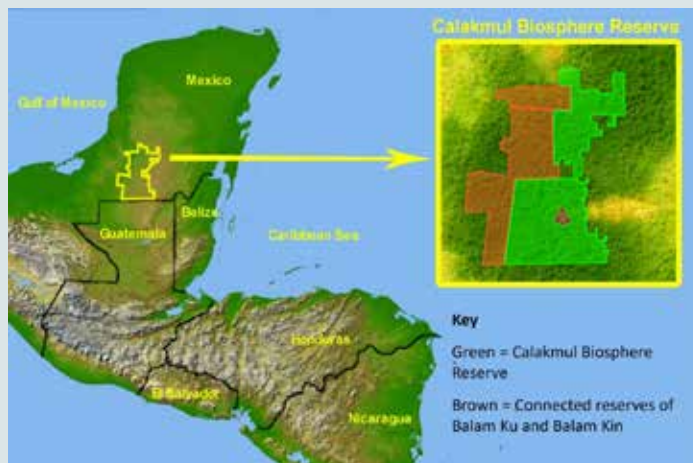 Calakmul Biosphere Reserve
Mexico
Gulf of Mexico
Belize
Guatemala
Caribbean Sea
Honduras
El Salvador
Nicaragua
Key
Green = Calakmul Biosphere
Reserve
Brown = Connected reserves of
Balam Ku and Balam Kin